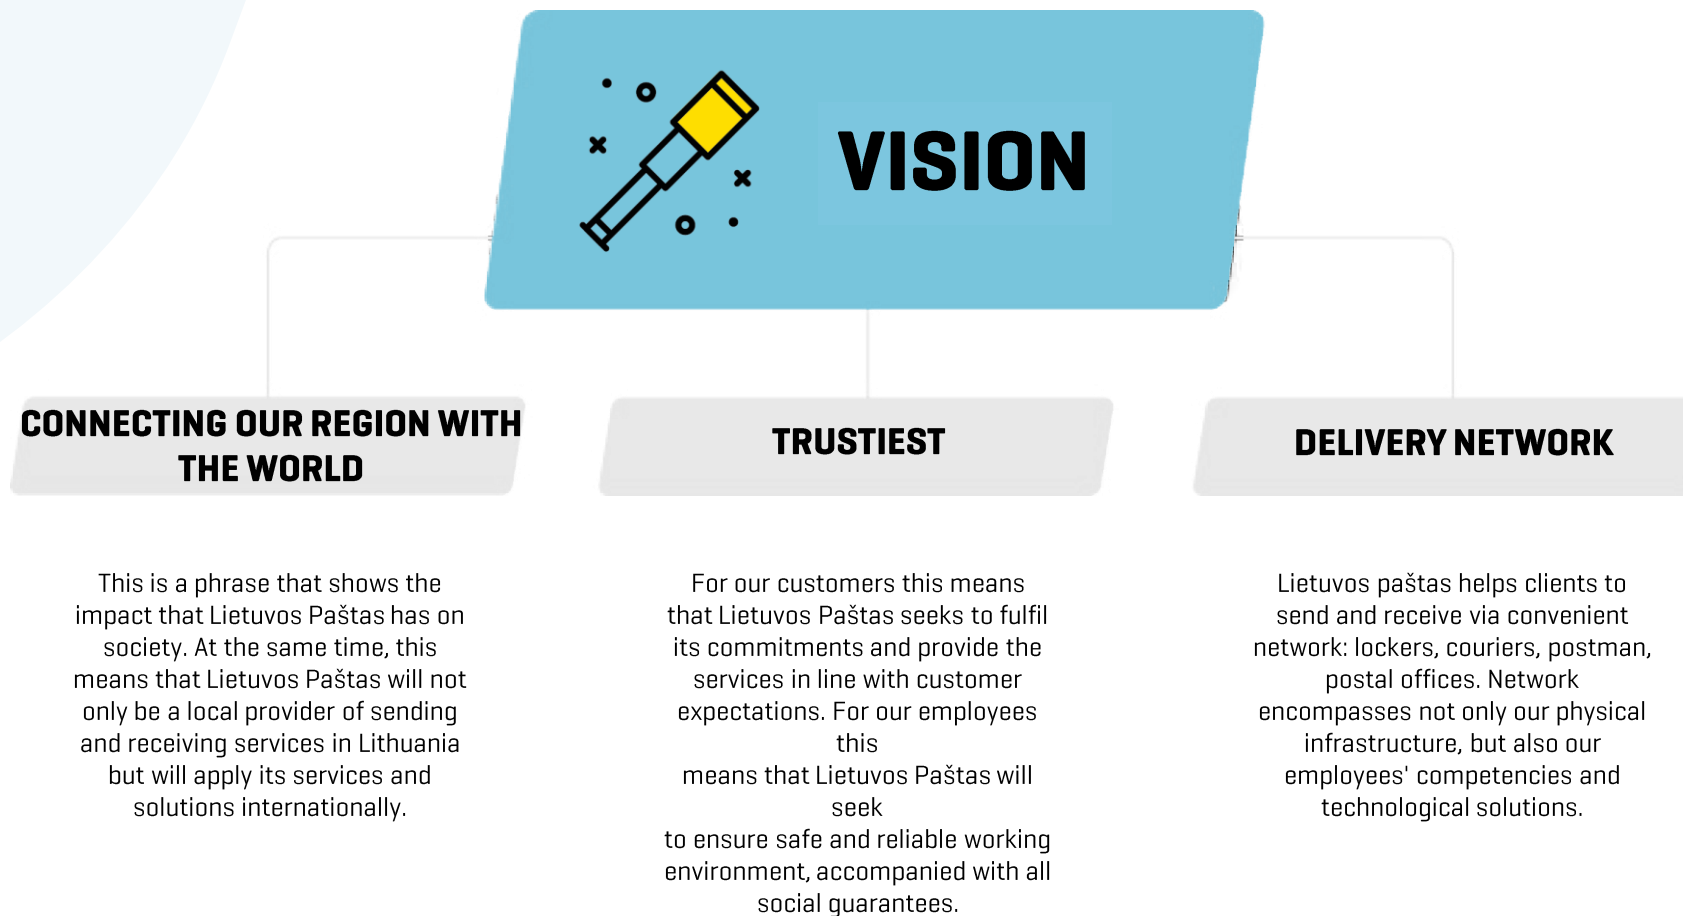 VISION
CONNECTING OUR REGION WITH
THE WORLD
This is a phrase that shows the
impact that Lietuvos Paštas has on
society. At the same time, this
means that Lietuvos Paštas will not
only be a local provider of sending
and receiving services in Lithuania
but will apply its services and
solutions internationally.
TRUSTIEST
For our customers this means
that Lietuvos Paštas seeks to fulfil
its commitments and provide the
services in line with customer
expectations. For our employees
this
means that Lietuvos Paštas will
seek
to ensure safe and reliable working
environment, accompanied with all
social guarantees.
DELIVERY NETWORK
Lietuvos paštas helps clients to
send and receive via convenient
network: lockers, couriers, postman,
postal offices. Network
encompasses not only our physical
infrastructure, but also our
employees' competencies and
technological solutions.